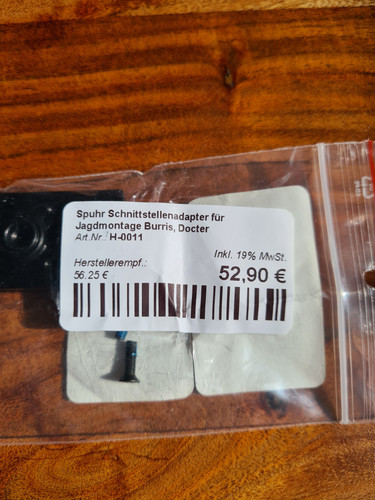 Spuhr Schnittstellenadapter für
Jagdmontage Burris, Docter
Art.Nr.: H-0011
Inkl. 19% MwSt.
Herstellerempf.:
56.25 € 52,90 €